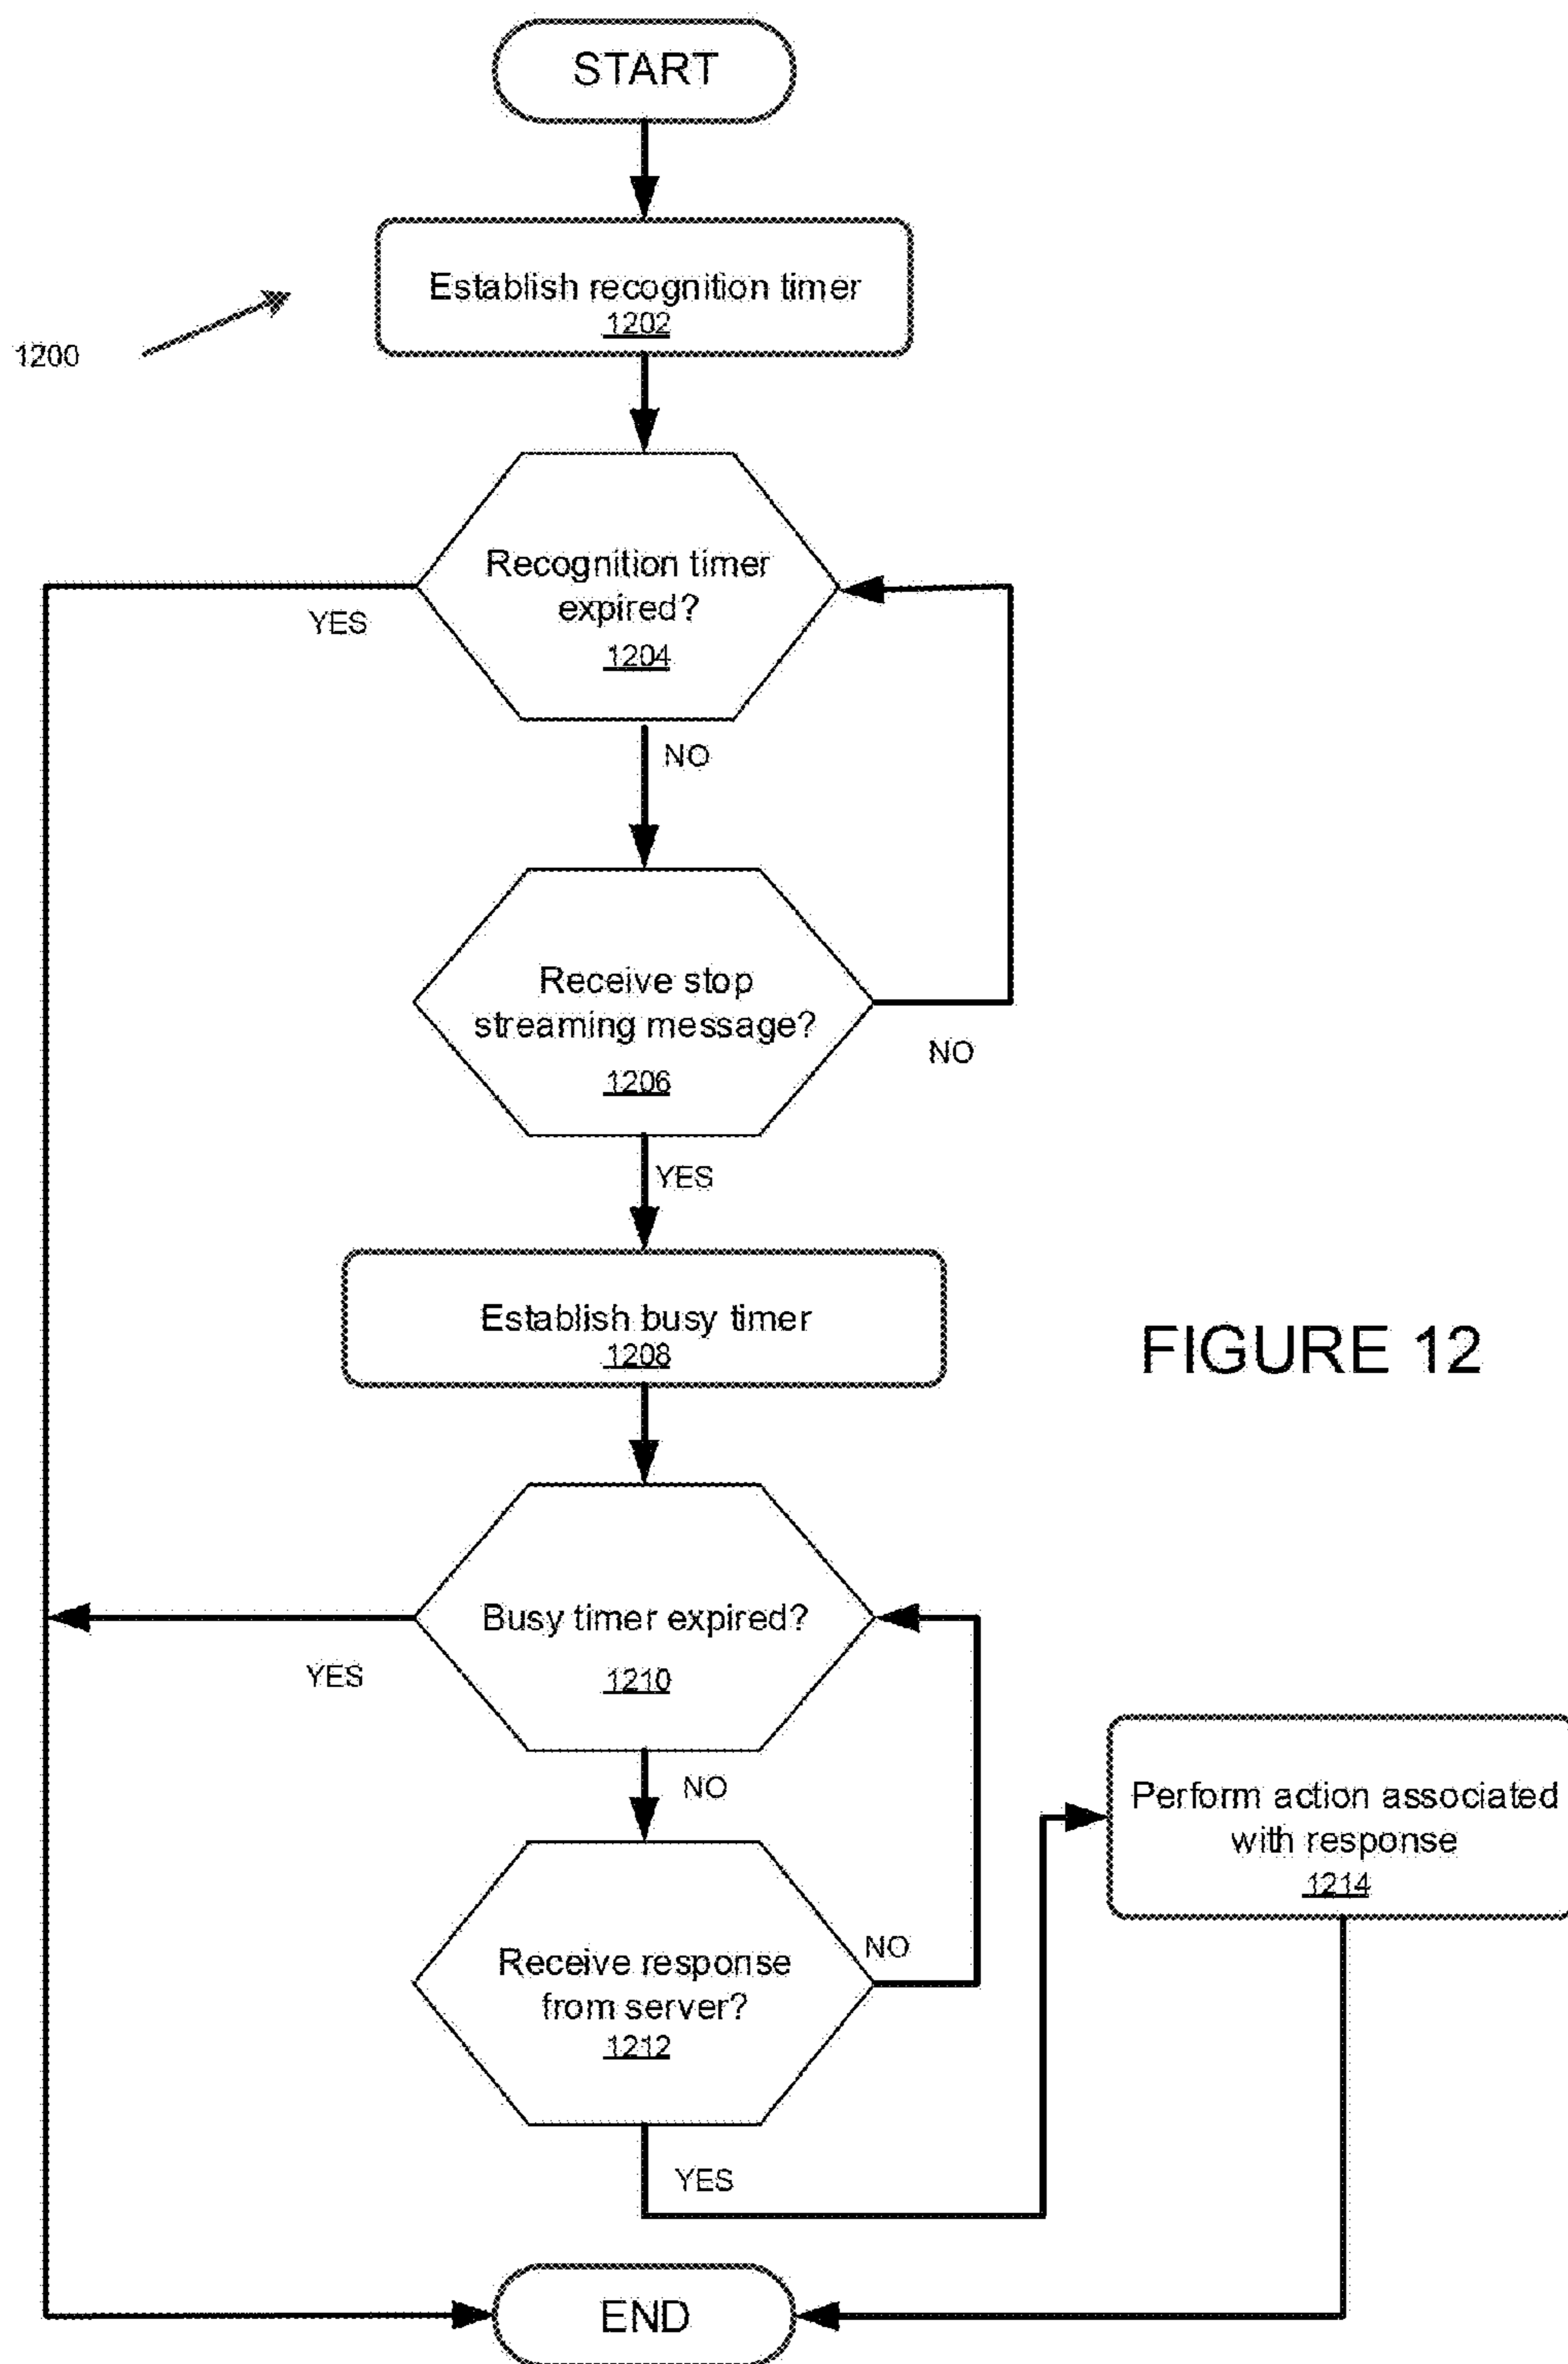 START
Establish recognition timer
1202
1200
Recognition timer
expired?
1204
YES
NO
Receive stop
streaming message?
1206
NO
YES
Establish busy timer
1208
FIGURE 12
Busy timer expired?
1210
YES
NO
Perform action associated
with response
1214
Receive response
from server?
1212
NO
YES
END